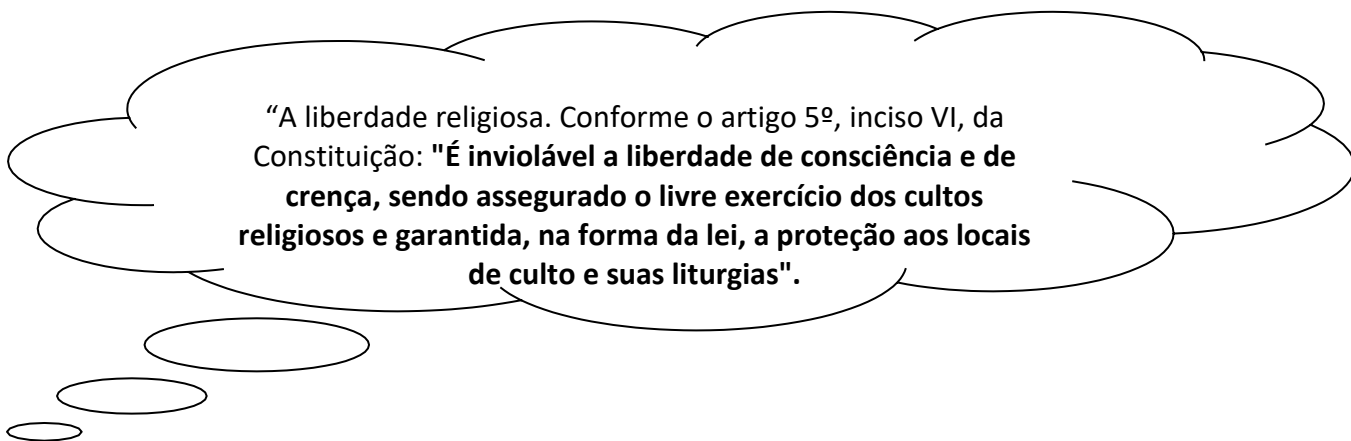 “A liberdade religiosa. Conforme o artigo 5º, inciso VI, da
Constituição: "É inviolável a liberdade de consciência e de
crença, sendo assegurado o livre exercício dos cultos
religiosos e garantida, na forma da lei, a proteção aos locais
de culto e suas liturgias".